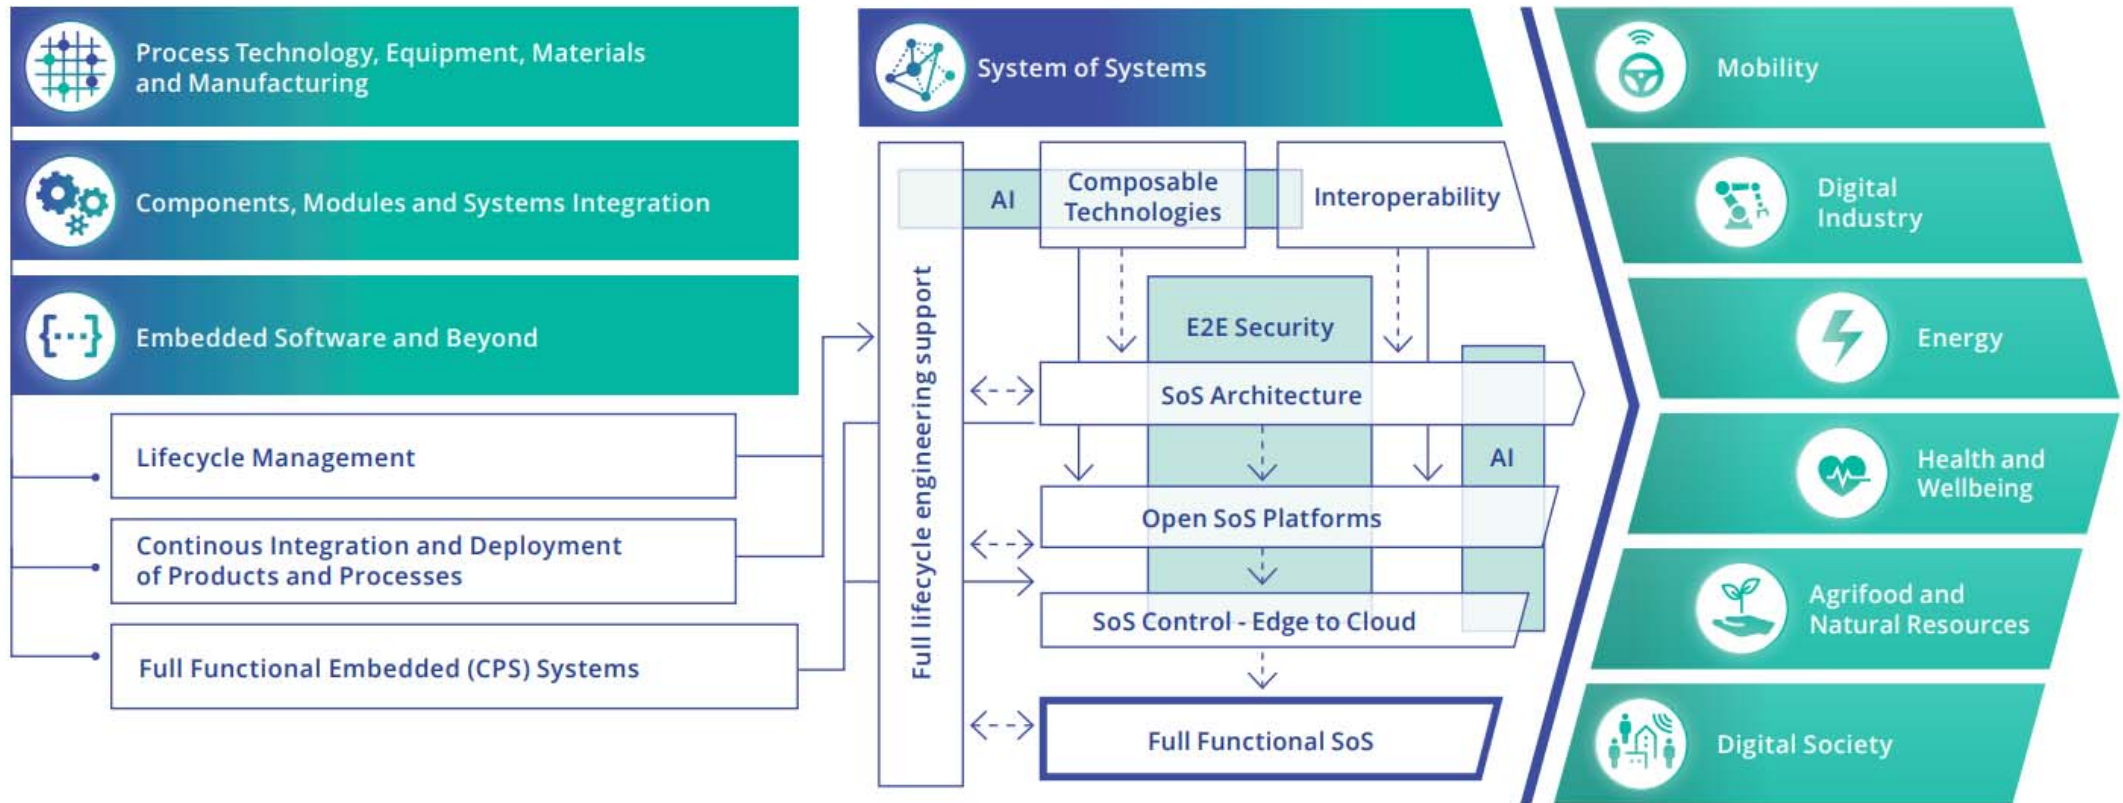 Process Technology, Equipment, Materials
and Manufacturing
Components, Modules and Systems Integration
Embedded Software and Beyond
Lifecycle Management
Continous Integration and Deployment
of Products and Processes
Full Functional Embedded (CPS) Systems
System of Systems
Full lifecycle engineering support
AI
Composable
Technologies
Interoperability
E2E Security
SoS Architecture
AI
Open SoS Platforms
SoS Control - Edge to Cloud
Full Functional SoS
Mobility
Digital
Industry
Energy
Health and
Wellbeing
Agrifood and
Natural Resources
Digital Society